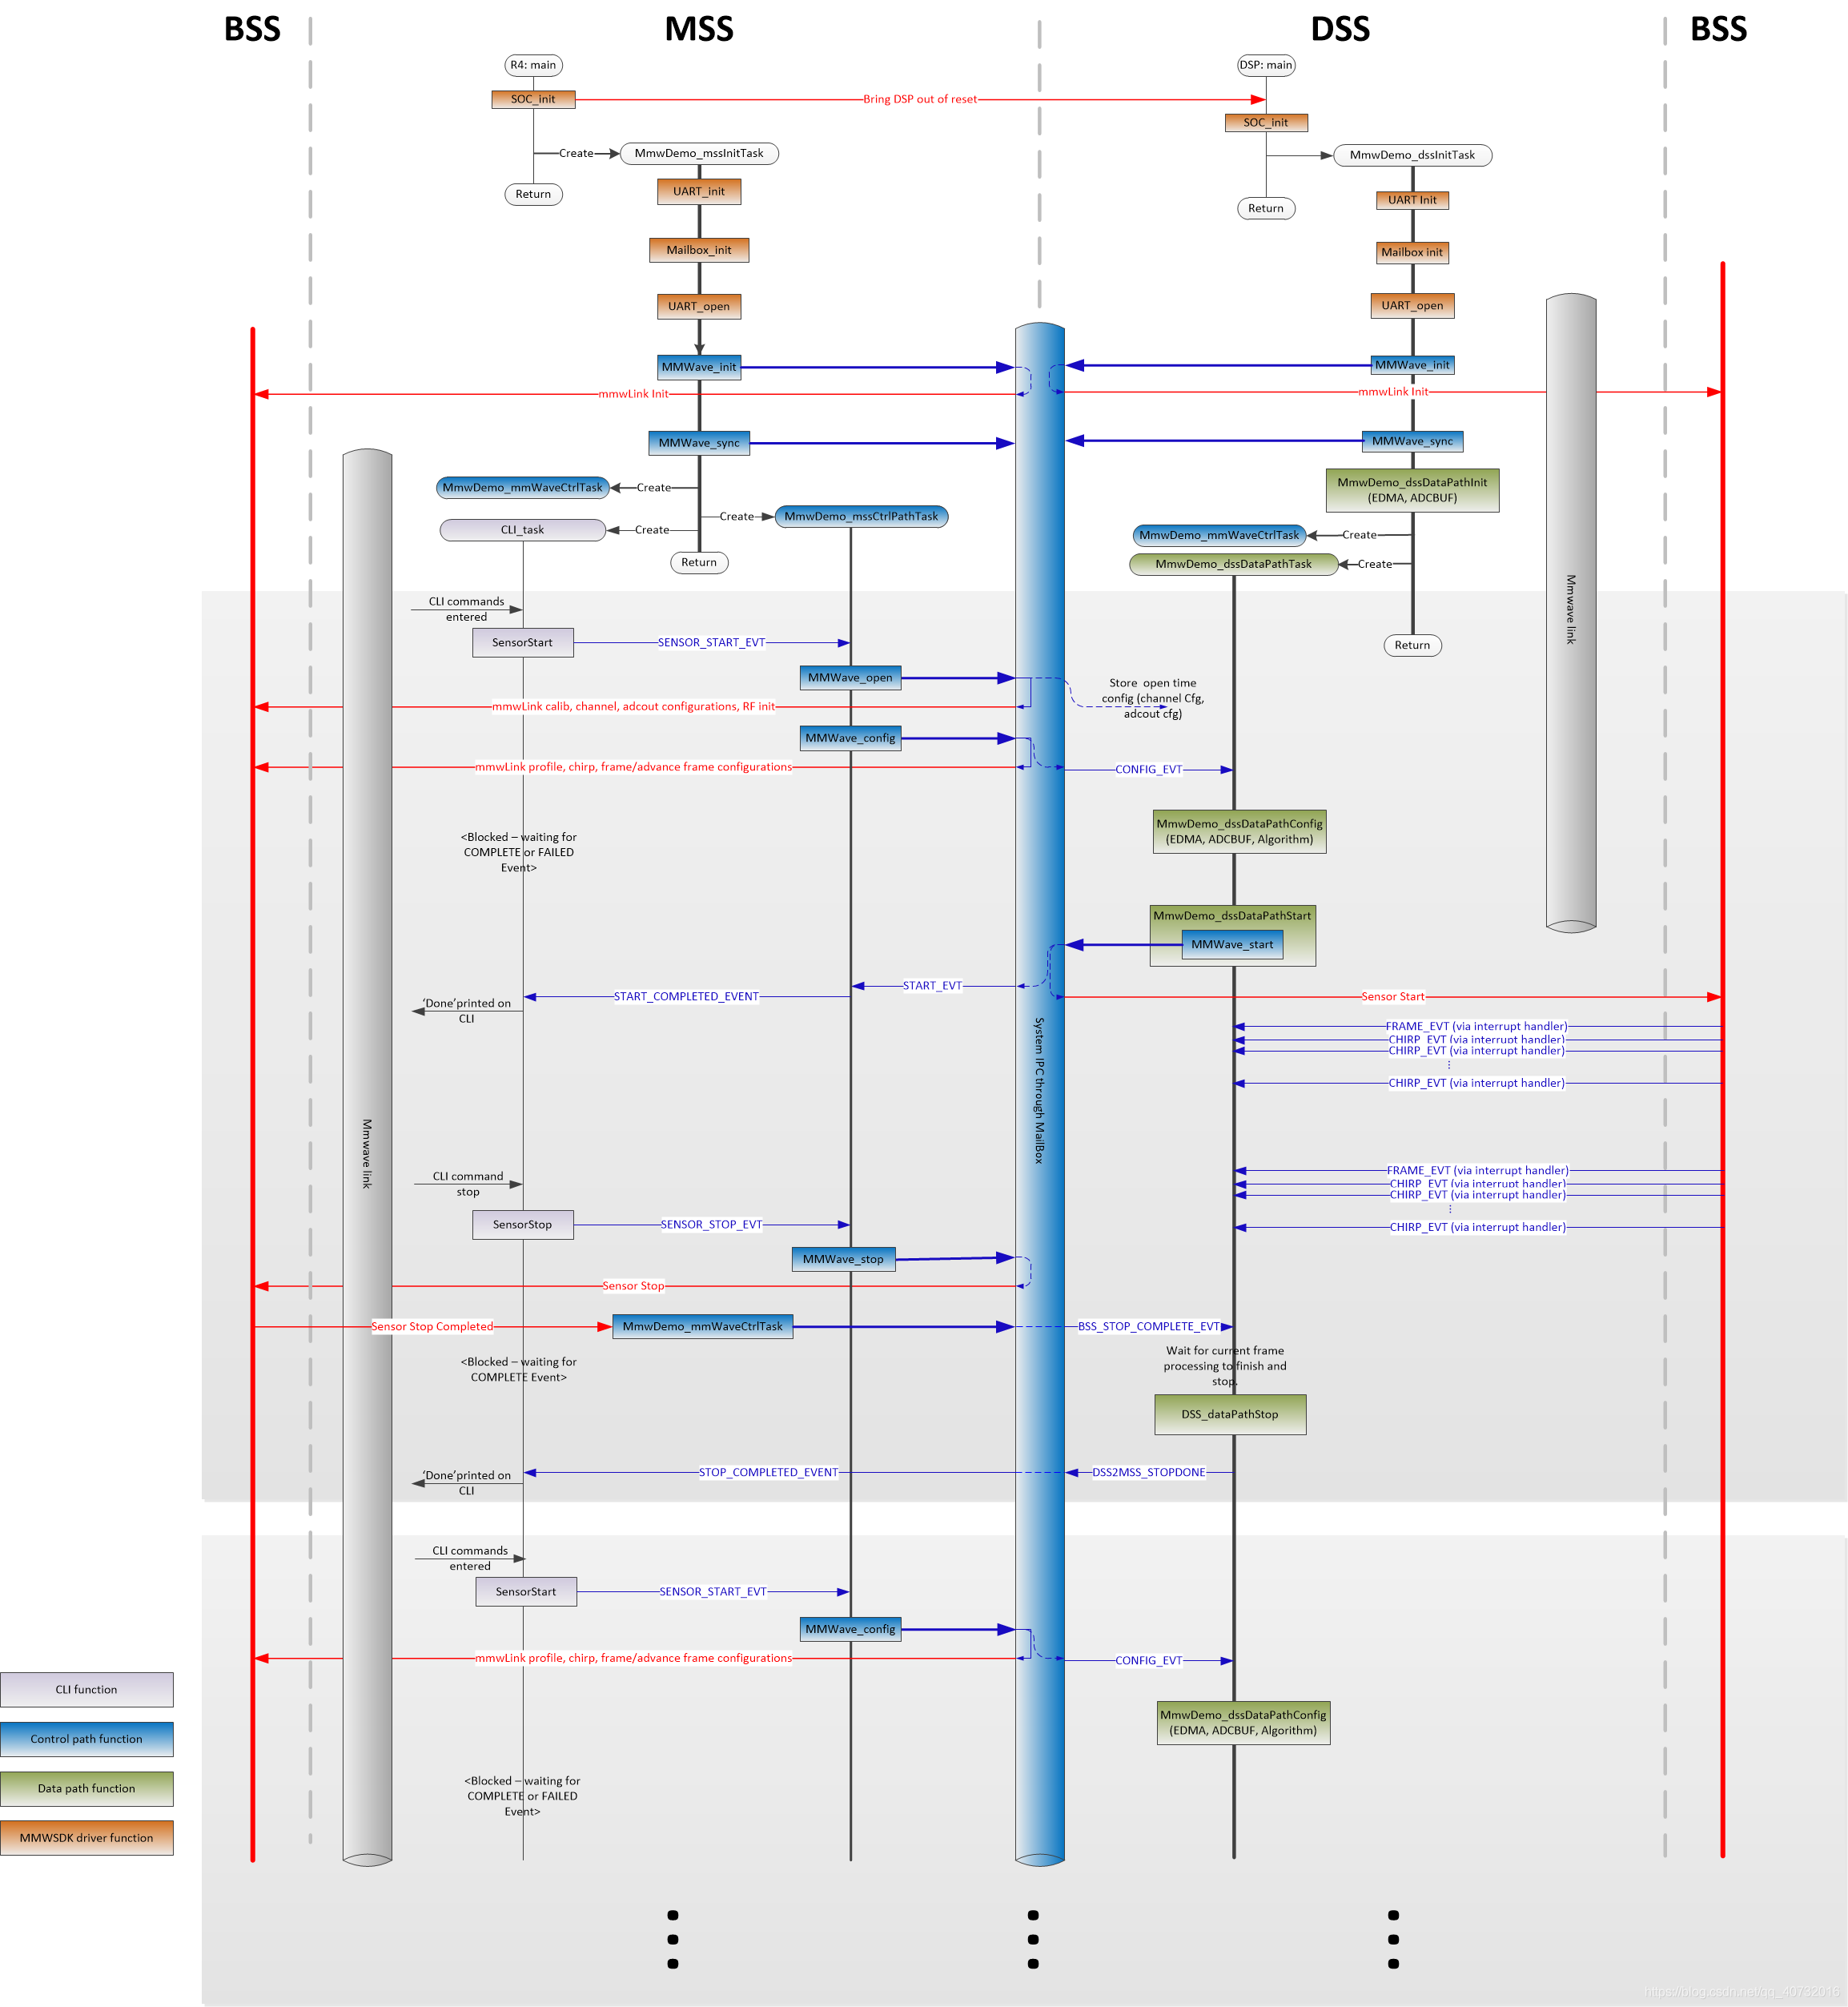 BSS
MSS
DSS
BSS
R4: main
DSP: main
SOC_init
Bring DSP out of reset
SOC_init
Create
MmwDemo_mssInitTask
MmwDemo_dssInitTask
Return
UART_init
UART Init
Return
Mailbox_init
Mailbox init
UART_open
UART_open
MMWave_init
MMWave_init
mmwLink Init
mmwLink Init
MMWave_sync
MMWave_sync
MmwDemo_mmWaveCtrlTask
Create
MmwDemo_dssDataPathInit
(EDMA, ADCBUF)
Create
MmwDemo_mssCtrlPathTask
CLI_task
Create
MmwDemo_mmWaveCtrlTask
Create
Return
MmwDemo_dssDataPathTask
Create
Mmwave link
CLI commands
entered
SensorStart
SENSOR_START_EVT
Return
MMWave_open
Store open time
config (channel Cfg,
adcout cfg)
mmwLink calib, channel, adcout configurations, RF init
MMWave_config
mmwLink profile, chirp, frame/advance frame configurations
CONFIG_EVT
<Blocked – waiting for
COMPLETE or FAILED
Event>
MmwDemo_dssDataPathConfig
(EDMA, ADCBUF, Algorithm)
MmwDemo_dssDataPathStart
MMWave_start
START_EVT
START_COMPLETED_EVENT
Sensor Start
‘Done’printed on
CLI
System IPC through MailBox
FRAME_EVT (via interrupt handler)
CHIRP_EVT (via interrupt handler)
CHIRP_EVT (via interrupt handler)
CHIRP_EVT (via interrupt handler)
Mmwave link
CLI command
stop
FRAME_EVT (via interrupt handler)
CHIRP_EVT (via interrupt handler)
CHIRP_EVT (via interrupt handler)
CHIRP_EVT (via interrupt handler)
SensorStop
SENSOR_STOP_EVT
MMWave_stop
Sensor Stop
Sensor Stop Completed
MmwDemo_mmWaveCtrlTask
BSS_STOP_COMPLETE_EVT
<Blocked – waiting for
COMPLETE Event>
Wait for current frame
processing to finish and
stop.
DSS_dataPathStop
STOP_COMPLETED_EVENT
DSS2MSS_STOPDONE
‘Done’printed on
CLI
CLI commands
entered
SensorStart
SENSOR_START_EVT
MMWave_config
mmwLink profile, chirp, frame/advance frame configurations
CONFIG_EVT
MmwDemo_dssDataPathConfig
(EDMA, ADCBUF, Algorithm)
<Blocked – waiting for
COMPLETE or FAILED
Event>
CLI function
Control path function
Data path function
MMWSDK driver function
https://blog.csdn.net/qq_40732016